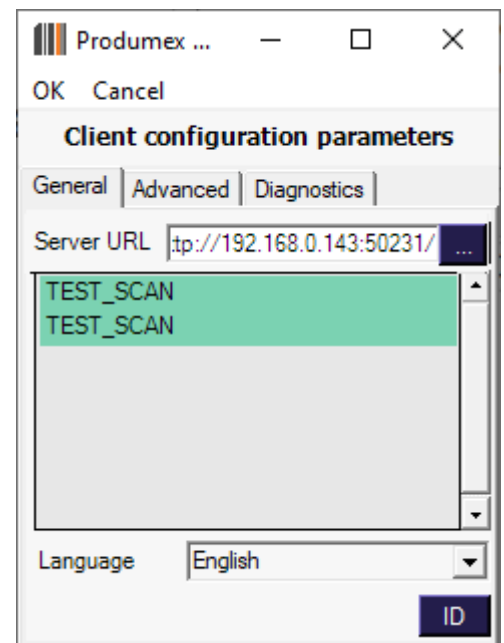 Produmex ...
OK Cancel
Client configuration parameters
General Advanced Diagnostics
Server URL tp://192.168.0.143:50231/ ...
TEST_SCAN
TEST_SCAN
Language English
ID